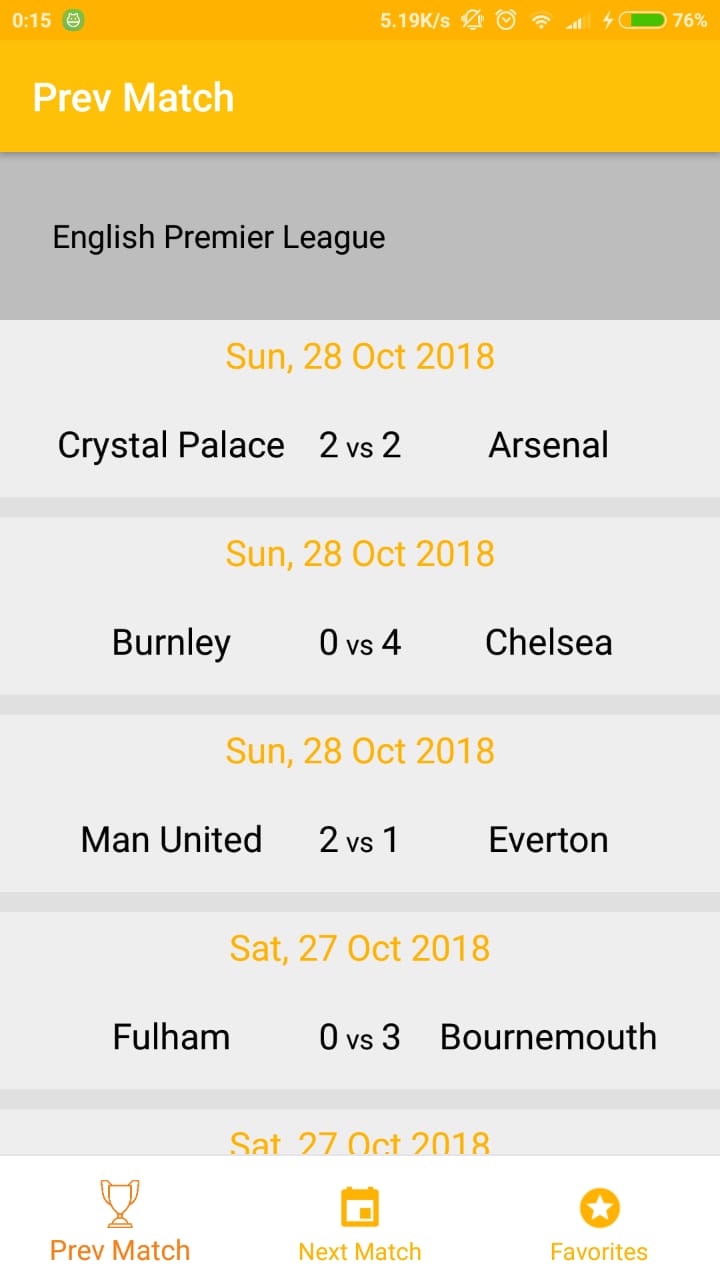 0:15 5.19K/s 76%
Prev Match
English Premier League
Sun, 28 Oct 2018
Crystal Palace 2 vs 2 Arsenal
Sun, 28 Oct 2018
Burnley 0 vs 4 Chelsea
Sun, 28 Oct 2018
Man United 2 vs 1 Everton
Sat, 27 Oct 2018
Fulham 0 vs 3 Bournemouth
Sat, 27 Oct 2018
Prev Match Next Match Favorites